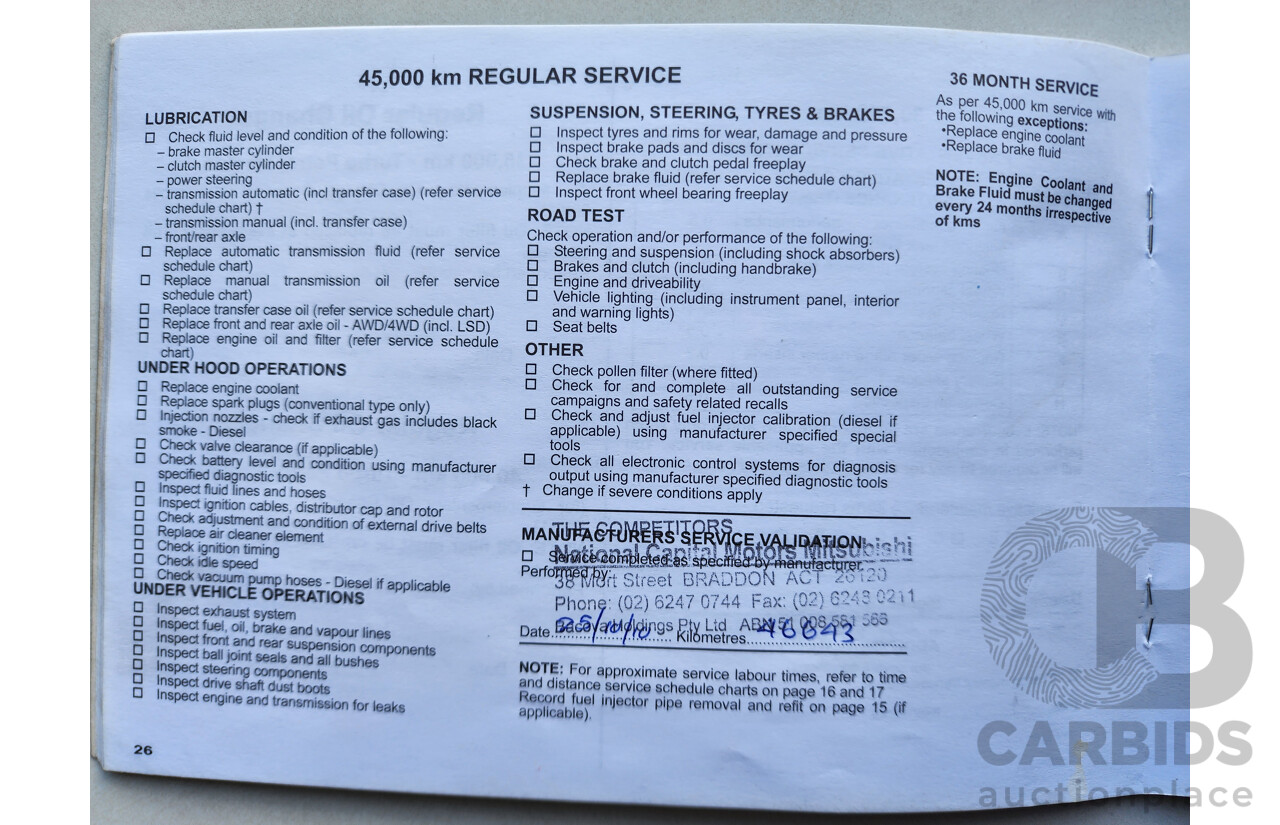 45,000 km REGULAR SERVICE
LUBRICATION
Check fluid level and condition of the following:
– brake master cylinder
– clutch master cylinder
– power steering
– transmission automatic (incl transfer case) (refer service
schedule chart) †
– transmission manual (incl. transfer case)
– front/rear axle
Replace automatic transmission fluid (refer service
schedule chart)
Replace manual transmission oil (refer service
schedule chart)
Replace transfer case oil (refer service schedule chart)
Replace front and rear axle oil - AWD/4WD (incl. LSD)
Replace engine oil and filter (refer service schedule
chart)
UNDER HOOD OPERATIONS
Replace engine coolant
Replace spark plugs (conventional type only)
Injection nozzles - check if exhaust gas includes black
smoke - Diesel
Check valve clearance (if applicable)
Check battery level and condition using manufacturer
specified diagnostic tools
Inspect fluid lines and hoses
Inspect ignition cables, distributor cap and rotor
Check adjustment and condition of external drive belts
Replace air cleaner element
Check ignition timing
Check idle speed
Check vacuum pump hoses - Diesel if applicable
UNDER VEHICLE OPERATIONS
Inspect exhaust system
Inspect fuel, oil, brake and vapour lines
Inspect front and rear suspension components
Inspect ball joint seals and all bushes
Inspect steering components
Inspect drive shaft dust boots
Inspect engine and transmission for leaks
26
SUSPENSION, STEERING, TYRES & BRAKES
Inspect tyres and rims for wear, damage and pressure
Inspect brake pads and discs for wear
Check brake and clutch pedal freeplay
Replace brake fluid (refer service schedule chart)
Inspect front wheel bearing freeplay
ROAD TEST
Check operation and/or performance of the following:
Steering and suspension (including shock absorbers)
Brakes and clutch (including handbrake)
Engine and driveability
Vehicle lighting (including instrument panel, interior
and warning lights)
Seat belts
OTHER
Check pollen filter (where fitted)
Check for and complete all outstanding service
campaigns and safety related recalls
Check and adjust fuel injector calibration (diesel if
applicable) using manufacturer specified special
tools
Check all electronic control systems for diagnosis
output using manufacturer specified diagnostic tools
† Change if severe conditions apply
THE COMPETITORS
MANUFACTURERS SERVICE VALIDATION
National Capital Motors Mitsubishi
Service completed as specified by manufacturer.
Performed by:
38 Mort Street BRADDON ACT 26120
Phone: (02) 6247 0744 Fax: (02) 6248 0211
Holdings Pty Ltd ABN 51 008 581 565
Date 25/10/10 Kilometres 46643
NOTE: For approximate service labour times, refer to time
and distance service schedule charts on page 16 and 17
Record fuel injector pipe removal and refit on page 15 (if
applicable).
36 MONTH SERVICE
As per 45,000 km service with
the following exceptions:
•Replace engine coolant
•Replace brake fluid
NOTE: Engine Coolant and
Brake Fluid must be changed
every 24 months irrespective
of kms
CARBIDS
auctionplace